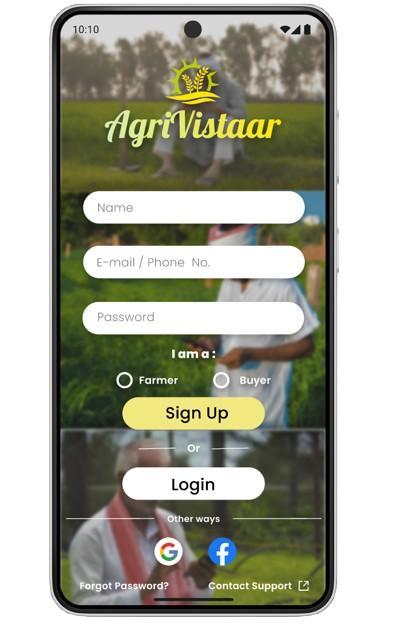 10:10
AgriVistaar
Name
E-mail / Phone No.
Password
I am a :
Farmer Buyer
Sign Up
Or
Login
Other ways
Forgot Password? Contact Support